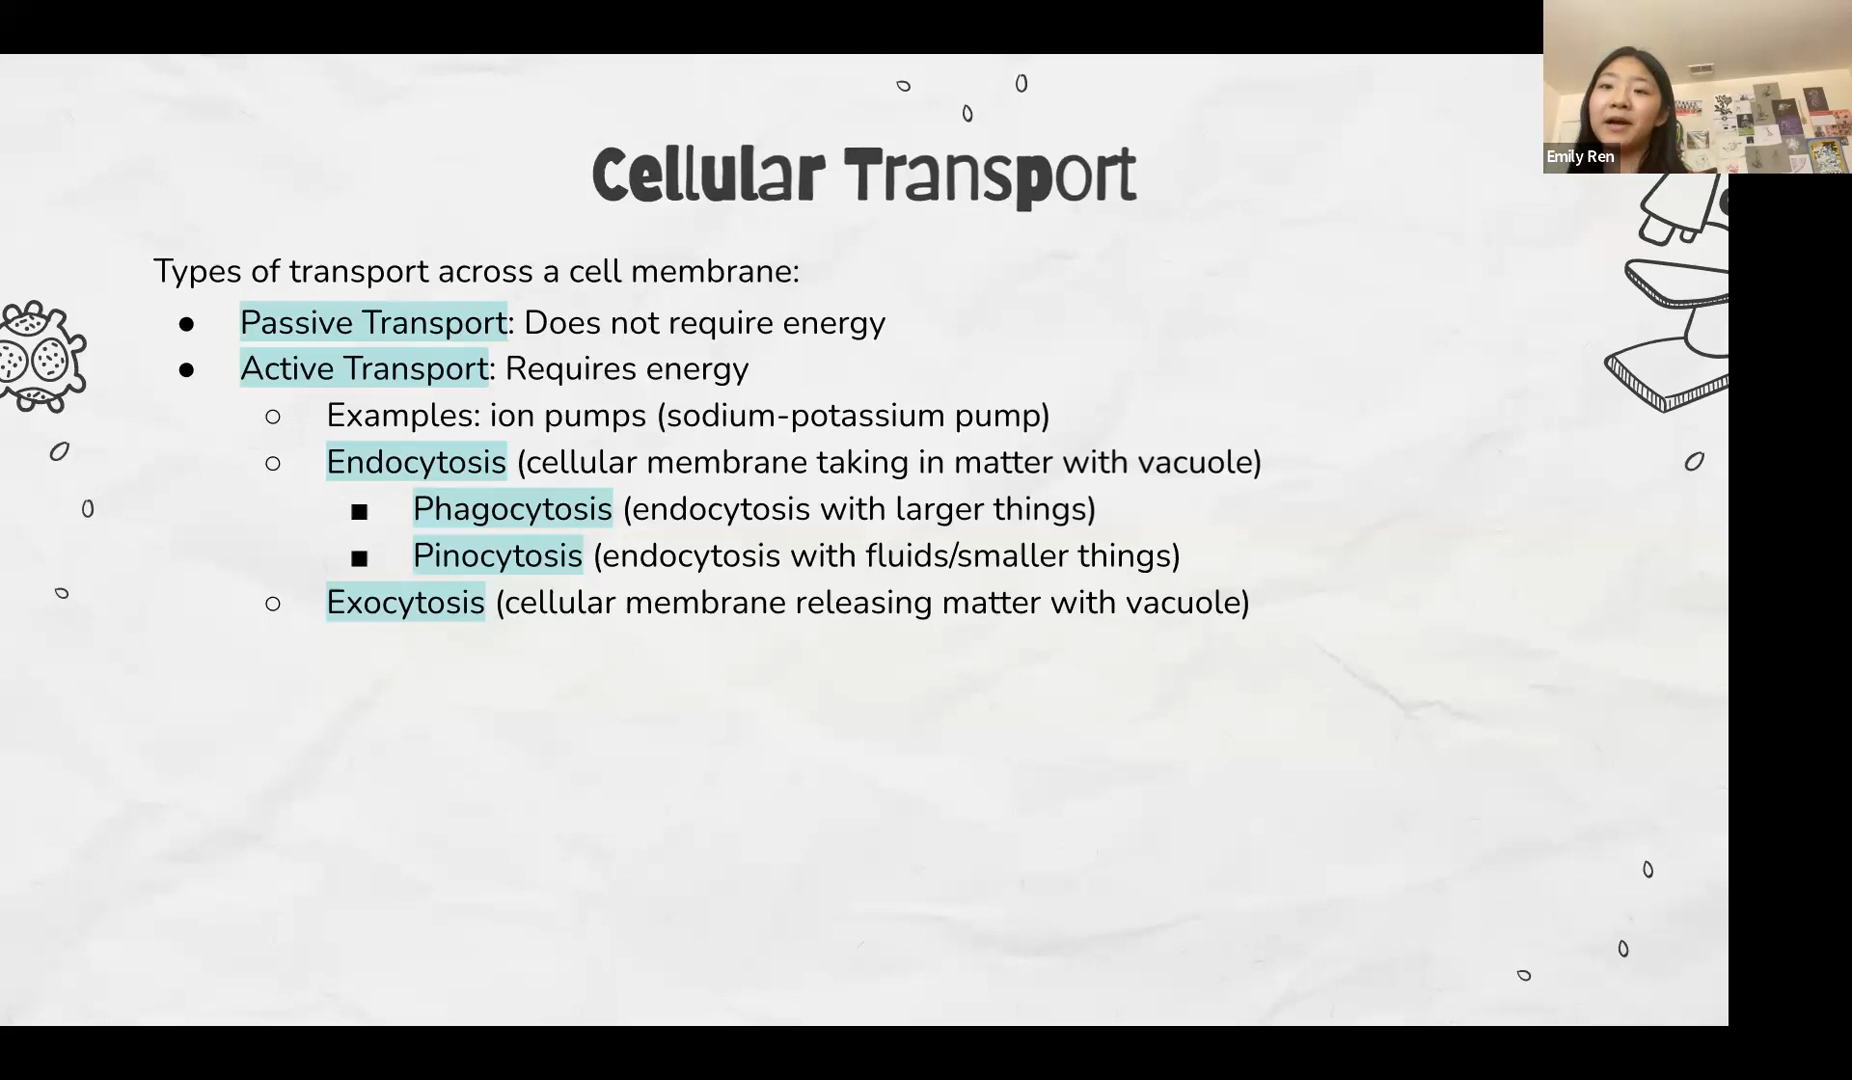 Emily Ren
Cellular Transport
Types of transport across a cell membrane:
● Passive Transport: Does not require energy
● Active Transport: Requires energy
○ Examples: ion pumps (sodium-potassium pump)
○ Endocytosis (cellular membrane taking in matter with vacuole)
■ Phagocytosis (endocytosis with larger things)
■ Pinocytosis (endocytosis with fluids/smaller things)
○ Exocytosis (cellular membrane releasing matter with vacuole)